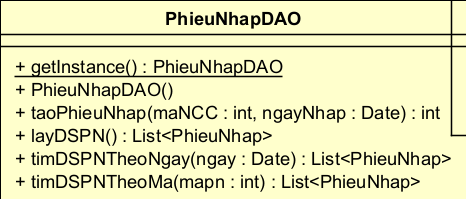 PhieuNhapDAO
+ getInstance() : PhieuNhapDAO
+ PhieuNhapDAO()
+ taoPhieuNhap(maNCC : int, ngayNhap : Date) : int
+ layDSPN() : List<PhieuNhap>
+ timDSPNTheoNgay(ngay : Date) : List<PhieuNhap>
+ timDSPNTheoMa(mapn : int) : List<PhieuNhap>